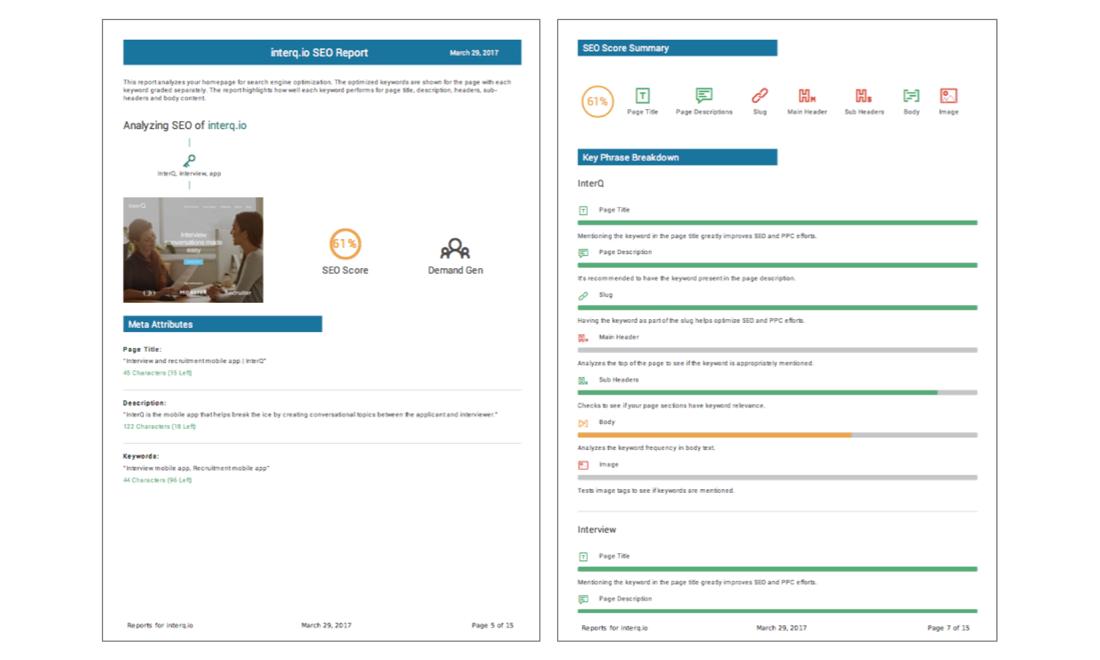 interq.io SEO Report
March 29, 2017
This report analyzes your homepage for search engine optimization. The optimized keywords are shown for the page with each
keyword graded separately. The report highlights how well each keyword performs for page title, description, headers, sub-
headers and body content.
Analyzing SEO of interq.io
InterQ, interview, app
InterQ
Interview
conversations made
easy
61%
SEO Score
Demand Gen
Meta Attributes
Page Title:
"Interview and recruitment mobile app | InterQ"
45 Characters (15 Left)
Description:
"InterQ is the mobile app that helps break the ice by creating conversational topics between the applicant and interviewer."
122 Characters (18 Left)
Keywords:
"Interview mobile app, Recruitment mobile app"
44 Characters (96 Left)
Reports for interq.io
March 29, 2017
Page 5 of 15
SEO Score Summary
61%
Page Title
Page Descriptions
Slug
Main Header
Sub Headers
Body
Image
Key Phrase Breakdown
InterQ
Page Title
Mentioning the keyword in the page title greatly improves SEO and PPC efforts.
Page Description
It's recommended to have the keyword present in the page description.
Slug
Having the keyword as part of the slug helps optimize SEO and PPC efforts.
Main Header
Analyzes the top of the page to see if the keyword is appropriately mentioned.
Sub Headers
Checks to see if your page sections have keyword relevance.
Body
Analyzes the keyword frequency in body text.
Image
Tests image tags to see if keywords are mentioned.
Interview
Page Title
Mentioning the keyword in the page title greatly improves SEO and PPC efforts.
Page Description
Reports for interq.io
March 29, 2017
Page 7 of 15